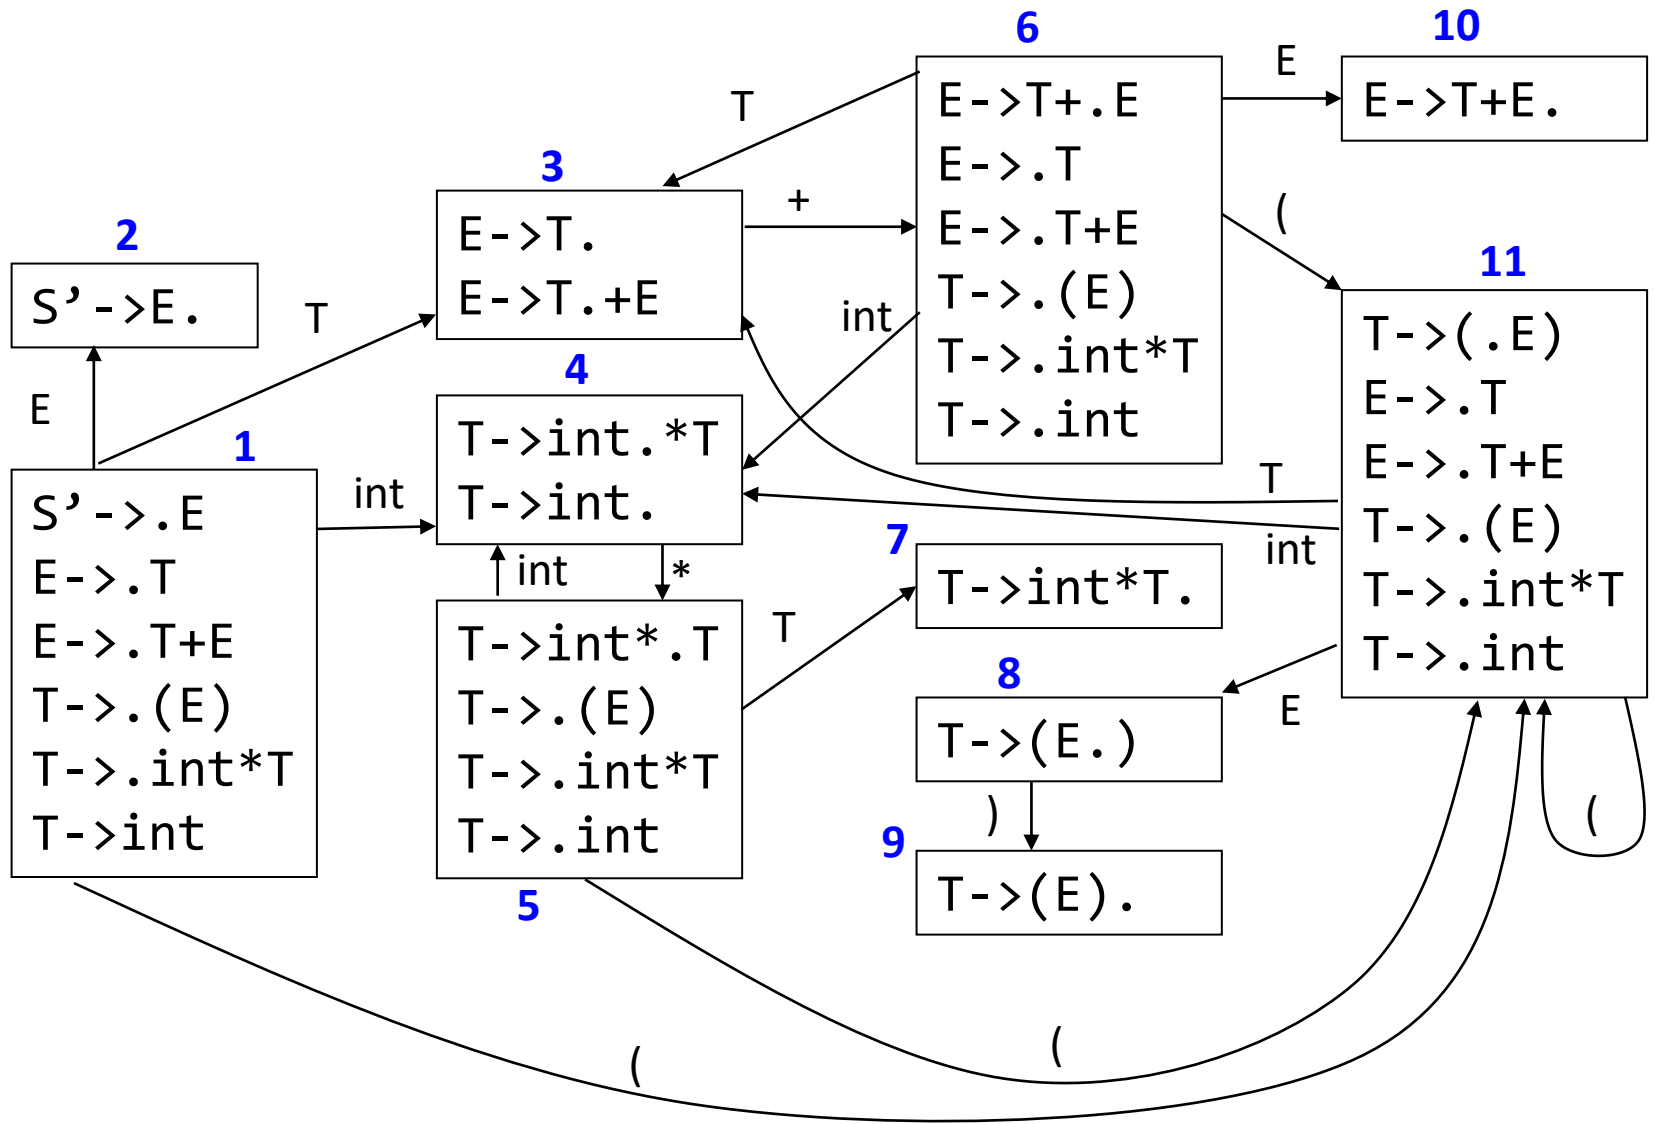 10
6
E
E->T+.E
E->.T
E->.T+E
T->.(E)
T->.int*T
T->.int
E->T+E.
T
3
+
(
E->T.
E->T.+E
2
S’->E.
T
int
11
T->(.E)
E->.T
E->.T+E
T->.(E)
T->.int*T
T->.int
4
E
T->int.*T
T->int.
1
S’->.E
E->.T
E->.T+E
T->.(E)
T->.int*T
T->int
int
T
int
7
T->int*T.
int
*
T->int*.T
T->.(E)
T->.int*T
T->.int
5
T
8
E
T->(E.)
)
(
9
T->(E).
(
(